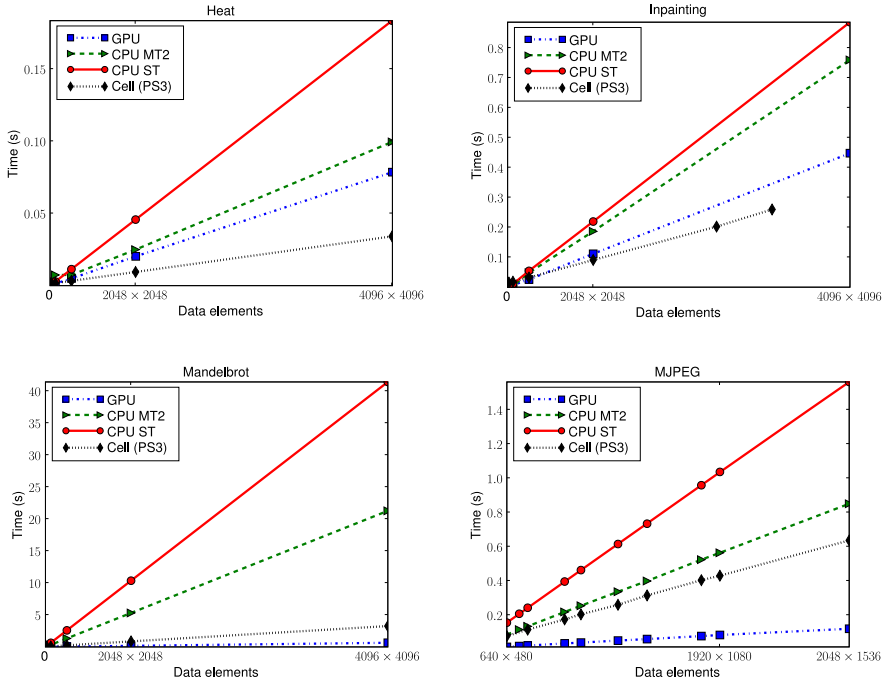 Heat
GPU
CPU MT2
CPU ST
Cell (PS3)
0.15
0.10
0.05
Time (s)
0
2048 × 2048
4096 × 4096
Data elements
Inpainting
GPU
CPU MT2
CPU ST
Cell (PS3)
0.8
0.7
0.6
0.5
0.4
0.3
0.2
0.1
Time (s)
0
2048 × 2048
4096 × 4096
Data elements
Mandelbrot
GPU
CPU MT2
CPU ST
Cell (PS3)
40
35
30
25
20
15
10
5
Time (s)
0
2048 × 2048
4096 × 4096
Data elements
MJPEG
GPU
CPU MT2
CPU ST
Cell (PS3)
1.4
1.2
1.0
0.8
0.6
0.4
0.2
Time (s)
640 × 480
1920 × 1080
2048 × 1536
Data elements